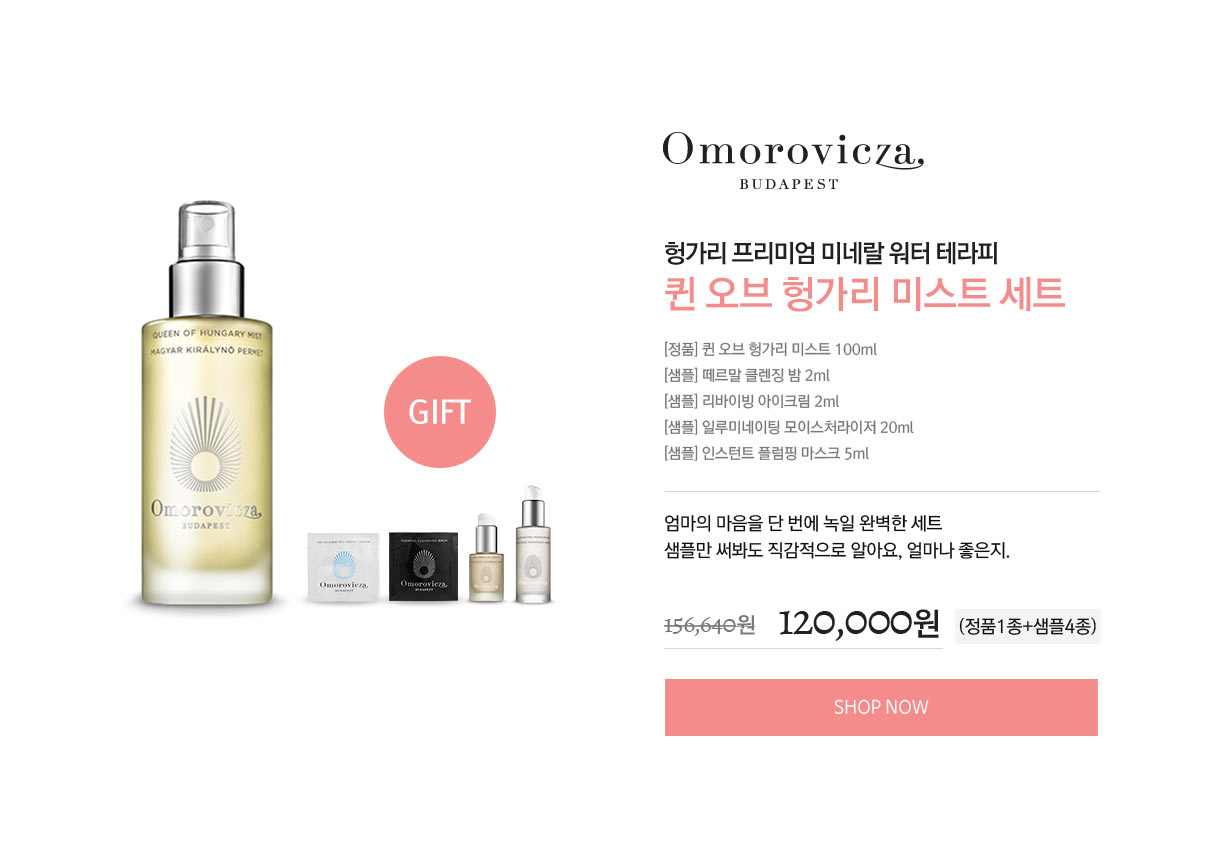 Omorovicza
BUDAPEST
헝가리 프리미엄 미네랄 워터 테라피
퀸 오브 헝가리 미스트 세트
[정품] 퀸 오브 헝가리 미스트 100ml
[샘플] 떼르말 클렌징 밤 2ml
[샘플] 리바이빙 아이크림 2ml
[샘플] 일루미네이팅 모이스처라이저 20ml
[샘플] 인스턴트 플럼핑 마스크 5ml
엄마의 마음을 단 번에 녹일 완벽한 세트
샘플만 써봐도 직감적으로 알아요, 얼마나 좋은지.
156,640원 120,000원 (정품1종+샘플4종)
SHOP NOW
QUEEN OF HUNGARY MIST
MAGYAR KIRÁLYNŐ PERMET
Omorovicza
BUDAPEST
GIFT
Omorovicza
BUDAPEST
THERMAL CLEANSING BALM
Omorovicza
BUDAPEST